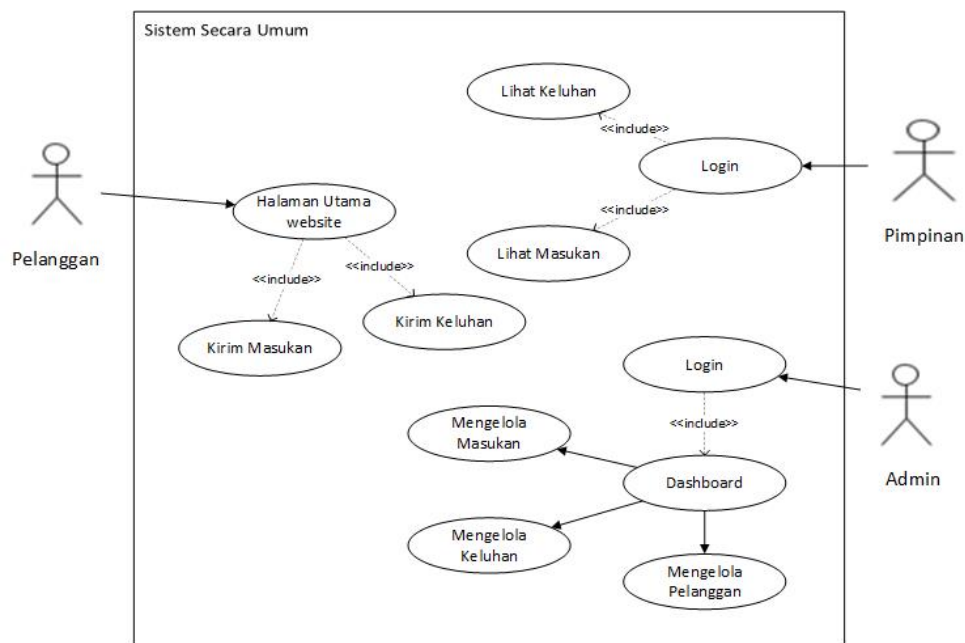 Sistem Secara Umum
Lihat Keluhan
<<include>>
Login
Pimpinan
<<include>>
Lihat Masukan
Pelanggan
Halaman Utama
website
<<include>>
<<include>>
Kirim Keluhan
Kirim Masukan
Login
Admin
<<include>>
Mengelola
Masukan
Dashboard
Mengelola
Keluhan
Mengelola
Pelanggan